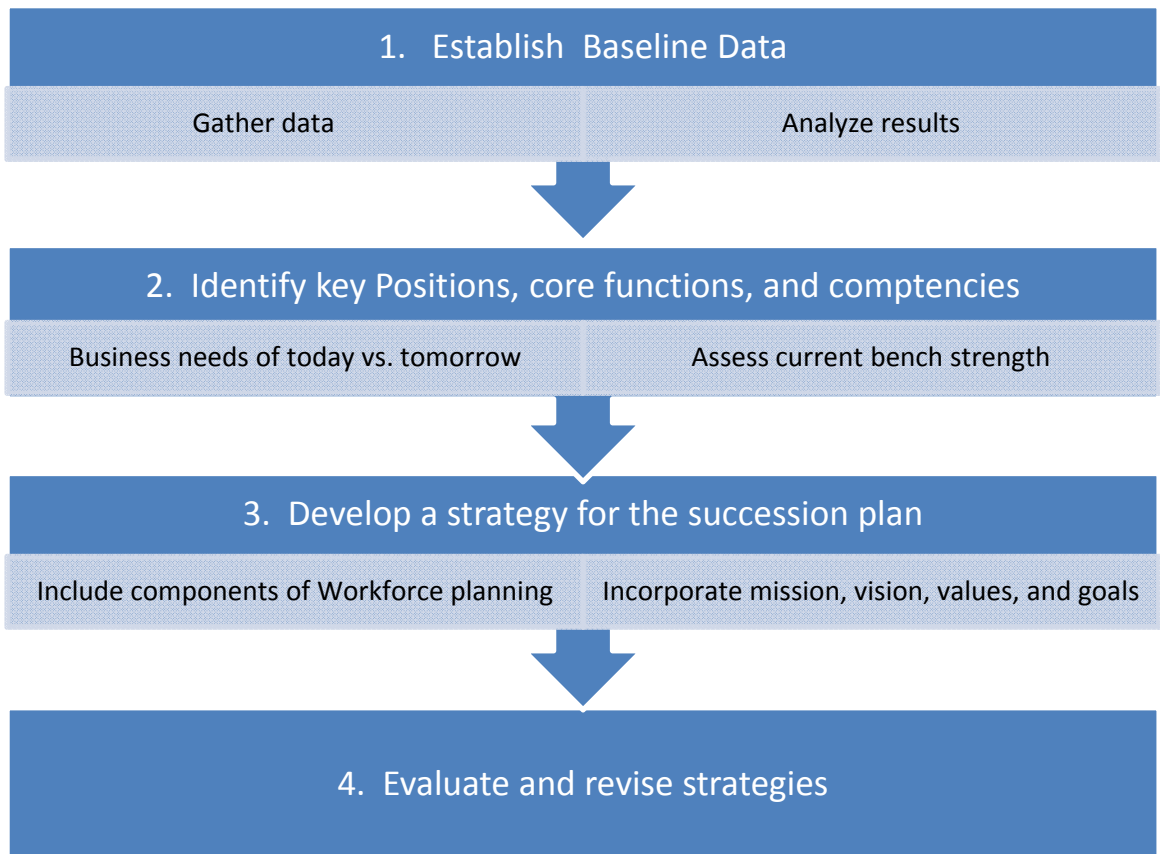 1. Establish Baseline Data
Gather data
Analyze results
2. Identify key Positions, core functions, and comptencies
Business needs of today vs. tomorrow
Assess current bench strength
3. Develop a strategy for the succession plan
Include components of Workforce planning
Incorporate mission, vision, values, and goals
4. Evaluate and revise strategies